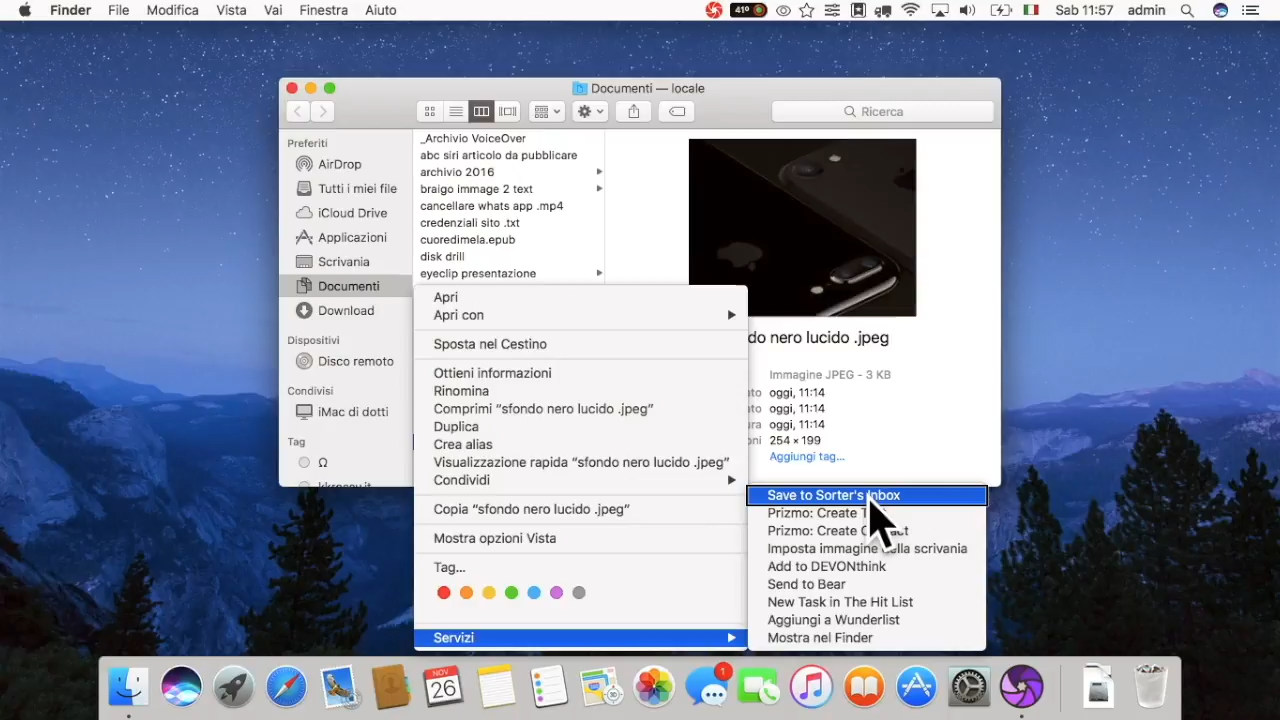 Finder File Modifica Vista Vai Finestra Aiuto 41° Sab 11:57 admin
Documenti — locale
Ricerca
Preferiti
AirDrop
Tutti i miei file
iCloud Drive
Applicazioni
Scrivania
Documenti
Download
Dispositivi
Disco remoto
Condivisi
iMac di dotti
Tag
Ω
_Archivio VoiceOver
abc siri articolo da pubblicare
archivio 2016
braigo immage 2 text
cancellare whats app .mp4
credenziali sito .txt
cuoredimela.epub
disk drill
eyeclip presentazione
do nero lucido .jpeg
Immagine JPEG - 3 KB
oggi, 11:14
oggi, 11:14
oggi, 11:14
254 × 199
Aggiungi tag...
Apri
Apri con
Sposta nel Cestino
Ottieni informazioni
Rinomina
Comprimi “sfondo nero lucido .jpeg”
Duplica
Crea alias
Visualizzazione rapida “sfondo nero lucido .jpeg”
Condividi
Copia “sfondo nero lucido .jpeg”
Mostra opzioni Vista
Tag...
Servizi
Save to Sorter's Inbox
Prizmo: Create
Prizmo: Create
Imposta immagine della scrivania
Add to DEVONthink
Send to Bear
New Task in The Hit List
Aggiungi a Wunderlist
Mostra nel Finder
NOV
26
1